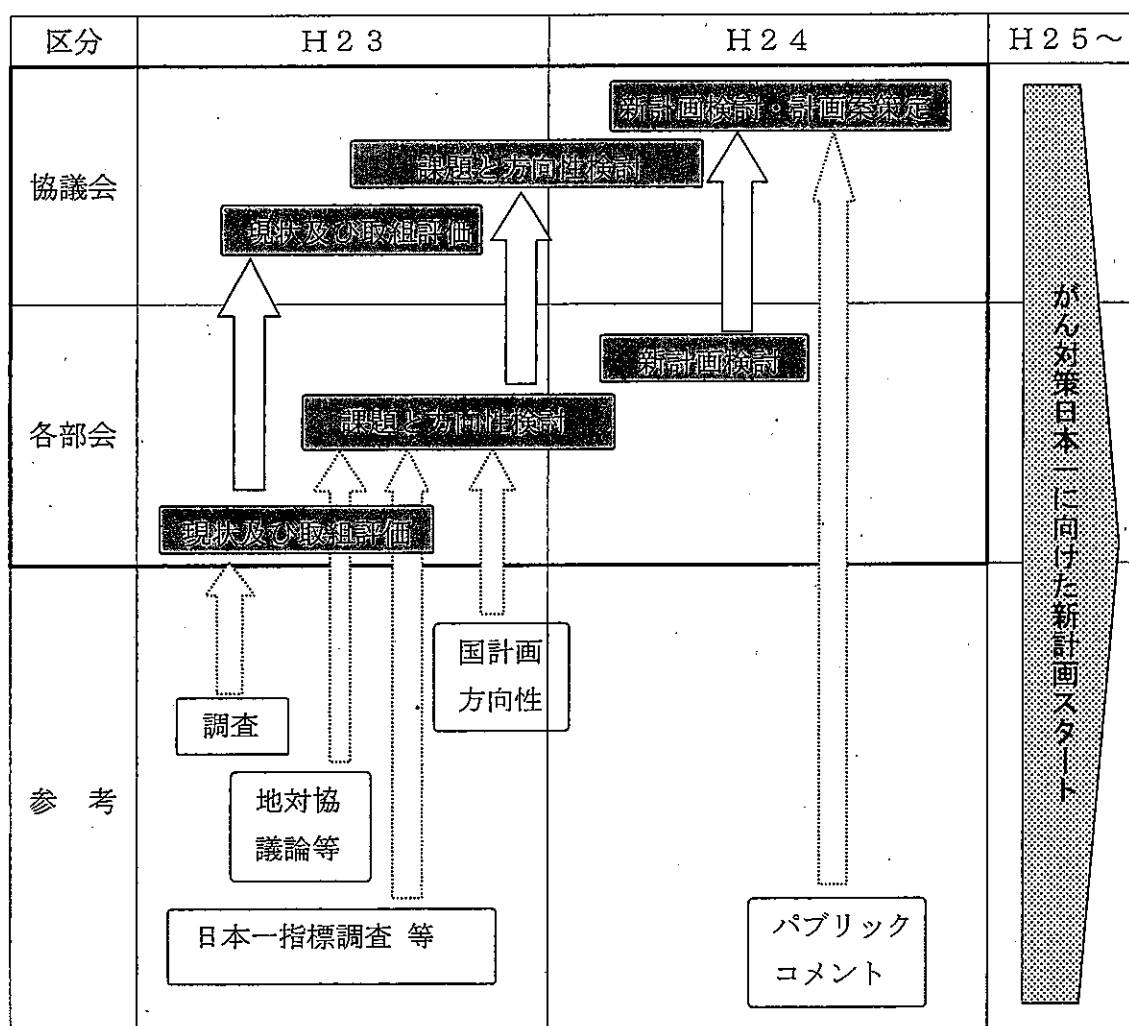 区分
H23
H24
H25～
協議会
新計画検討・計画案策定
課題と方向性検討
現状及び取組評価
各部会
新計画検討
課題と方向性検討
現状及び取組評価
参 考
調査
国計画
方向性
地対協
議論等
日本一指標調査 等
パブリック
コメント
がん対策日本一に向けた新計画スタート